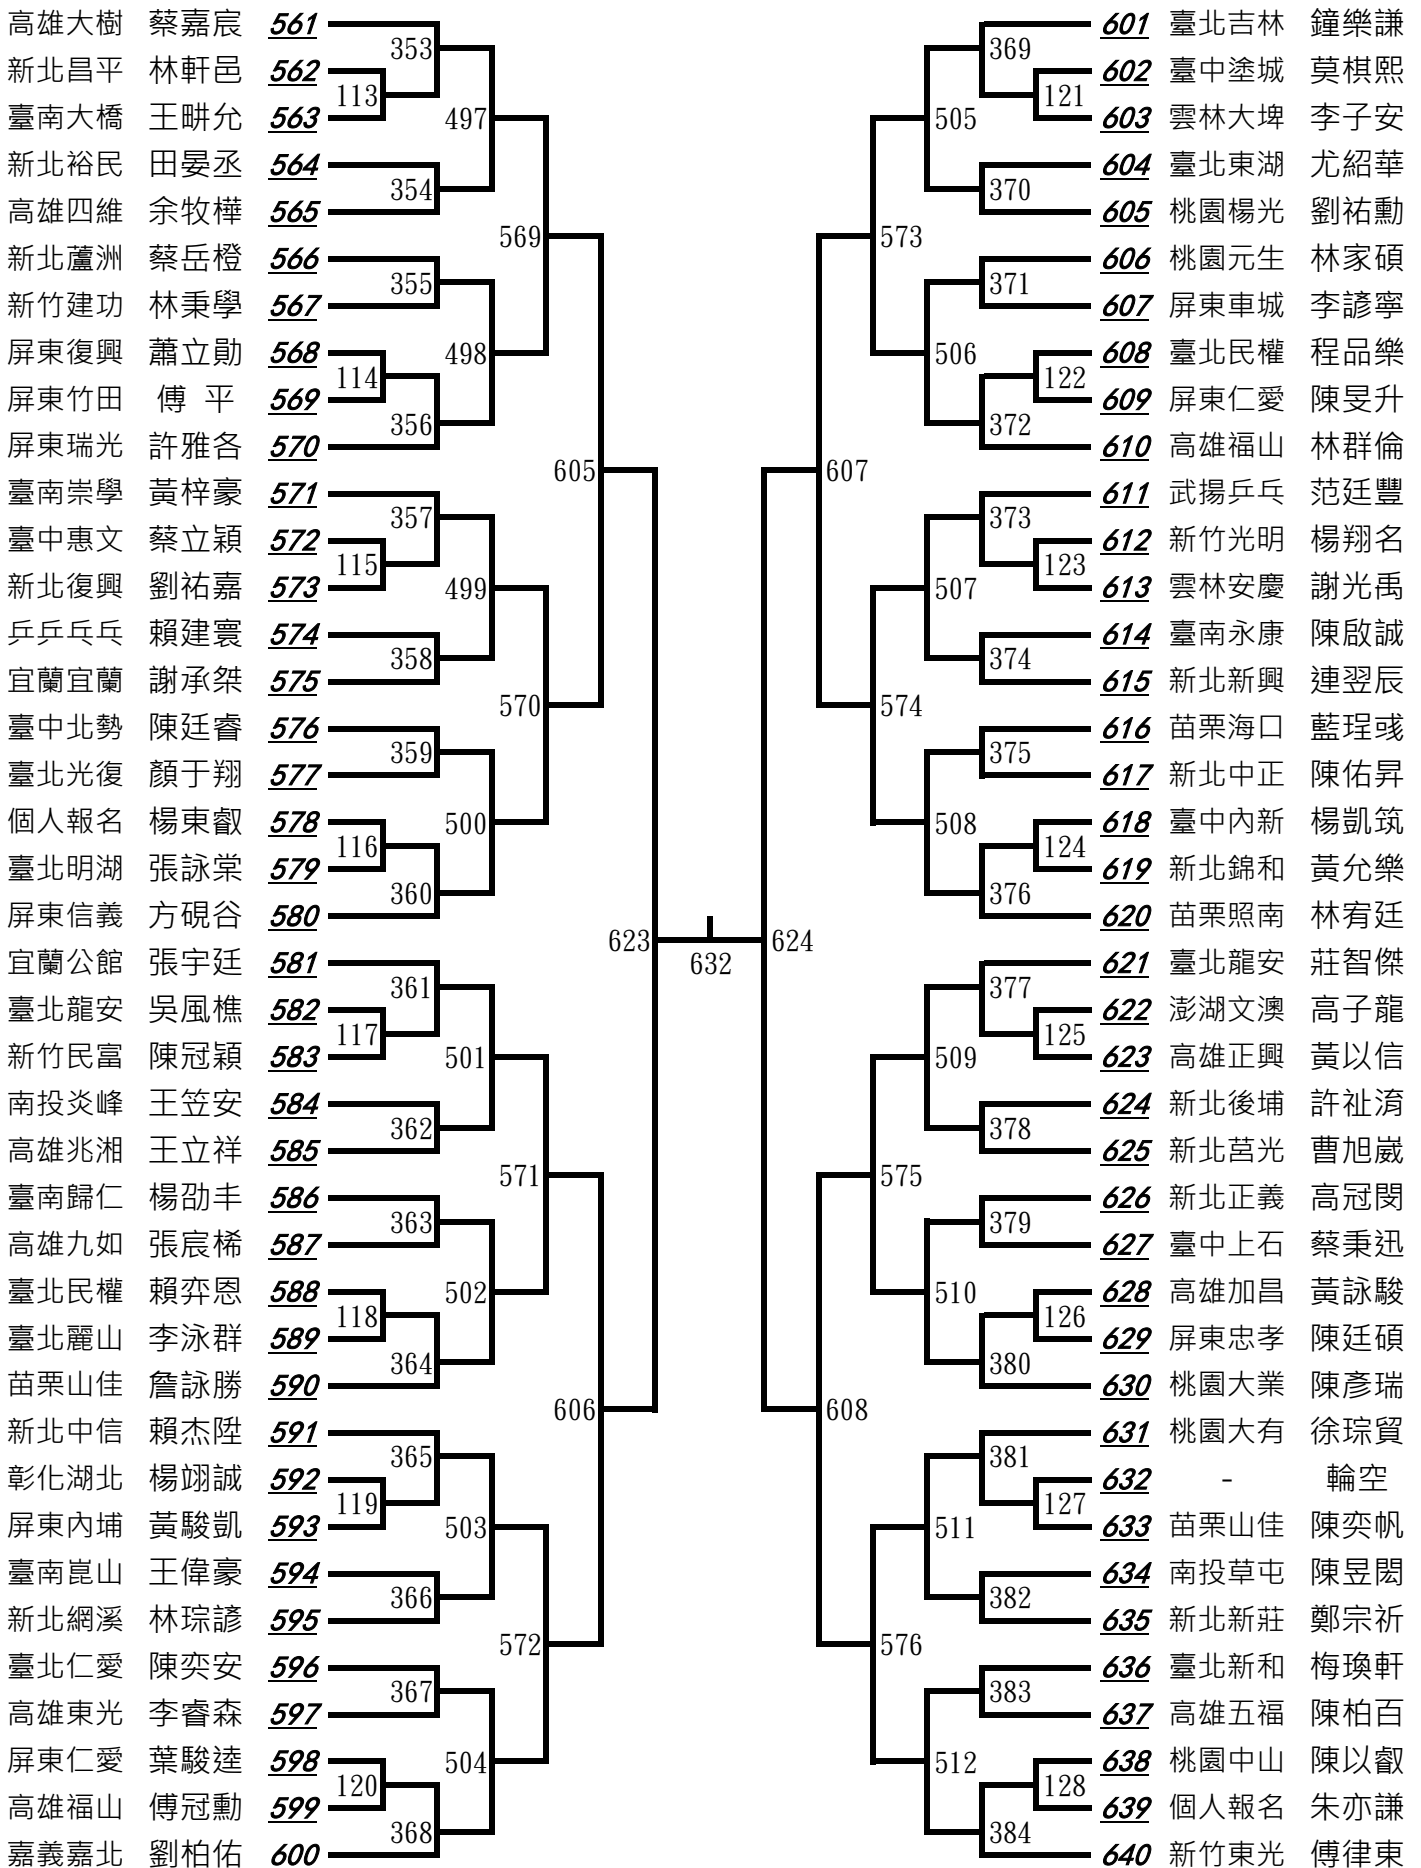 高雄大樹 蔡嘉宸 561
新北昌平 林軒邑 562
臺南大橋 王畊允 563
新北裕民 田晏丞 564
高雄四維 余牧樺 565
新北蘆洲 蔡岳橙 566
新竹建功 林秉學 567
屏東復興 蕭立勛 568
屏東竹田 傅 平 569
屏東瑞光 許雅各 570
臺南崇學 黃梓豪 571
臺中惠文 蔡立穎 572
新北復興 劉祐嘉 573
乒乒乓乓 賴建寰 574
宜蘭宜蘭 謝承桀 575
臺中北勢 陳廷睿 576
臺北光復 顏于翔 577
個人報名 楊東叡 578
臺北明湖 張詠棠 579
屏東信義 方硯谷 580
宜蘭公館 張宇廷 581
臺北龍安 吳風樵 582
新竹民富 陳冠穎 583
南投炎峰 王笠安 584
高雄兆湘 王立祥 585
臺南歸仁 楊劭丰 586
高雄九如 張宸桸 587
臺北民權 賴弈恩 588
臺北麗山 李泳群 589
苗栗山佳 詹詠勝 590
新北中信 賴杰陞 591
彰化湖北 楊翊誠 592
屏東內埔 黃駿凱 593
臺南崑山 王偉豪 594
新北網溪 林琮諺 595
臺北仁愛 陳奕安 596
高雄東光 李睿森 597
屏東仁愛 葉駿逵 598
高雄福山 傅冠勳 599
嘉義嘉北 劉柏佑 600
353
113
497
354
569
355
498
114
356
605
357
115
499
358
570
359
500
116
360
623
361
117
501
362
571
363
502
118
364
606
365
119
503
366
572
367
504
120
368
632
369
121
505
370
573
371
506
122
372
607
373
123
507
374
574
375
508
124
376
624
377
125
509
378
575
379
510
126
380
608
381
127
511
382
576
383
512
128
384
601 臺北吉林 鐘樂謙
602 臺中塗城 莫棋熙
603 雲林大埤 李子安
604 臺北東湖 尤紹華
605 桃園楊光 劉祐勳
606 桃園元生 林家碩
607 屏東車城 李諺寧
608 臺北民權 程品樂
609 屏東仁愛 陳旻升
610 高雄福山 林群倫
611 武揚乒乓 范廷豐
612 新竹光明 楊翔名
613 雲林安慶 謝光禹
614 臺南永康 陳啟誠
615 新北新興 連翌辰
616 苗栗海口 藍珵彧
617 新北中正 陳佑昇
618 臺中內新 楊凱筑
619 新北錦和 黃允樂
620 苗栗照南 林宥廷
621 臺北龍安 莊智傑
622 澎湖文澳 高子龍
623 高雄正興 黃以信
624 新北後埔 許祉淯
625 新北莒光 曹旭崴
626 新北正義 高冠閔
627 臺中上石 蔡秉迅
628 高雄加昌 黃詠駿
629 屏東忠孝 陳廷碩
630 桃園大業 陳彥瑞
631 桃園大有 徐琮貿
632 - 輪空
633 苗栗山佳 陳奕帆
634 南投草屯 陳昱閎
635 新北新莊 鄭宗祈
636 臺北新和 梅瑍軒
637 高雄五福 陳柏百
638 桃園中山 陳以叡
639 個人報名 朱亦謙
640 新竹東光 傅律東